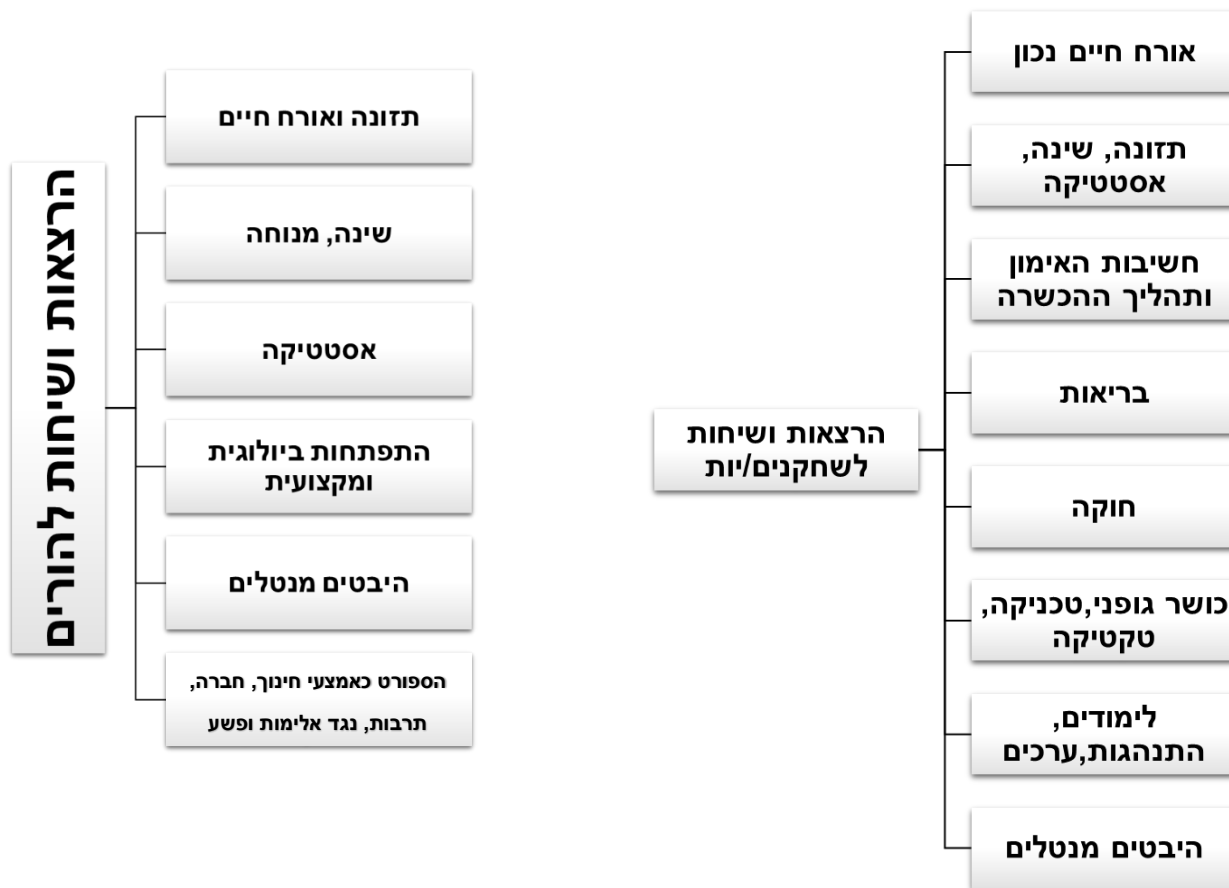 הרצאות ושיחות להורים
תזונה ואורח חיים
שינה, מנוחה
אסטטיקה
התפתחות ביולוגית
ומקצועית
היבטים מנטלים
הספורט כאמצעי חינוך, חברה,
תרבות, נגד אלימות ופשע
הרצאות ושיחות
לשחקנים/יות
אורח חיים נכון
תזונה, שינה,
אסטטיקה
חשיבות האימון
ותהליך ההכשרה
בריאות
חוקה
כושר גופני,טכניקה,
טקטיקה
לימודים,
התנהגות,ערכים
היבטים מנטלים